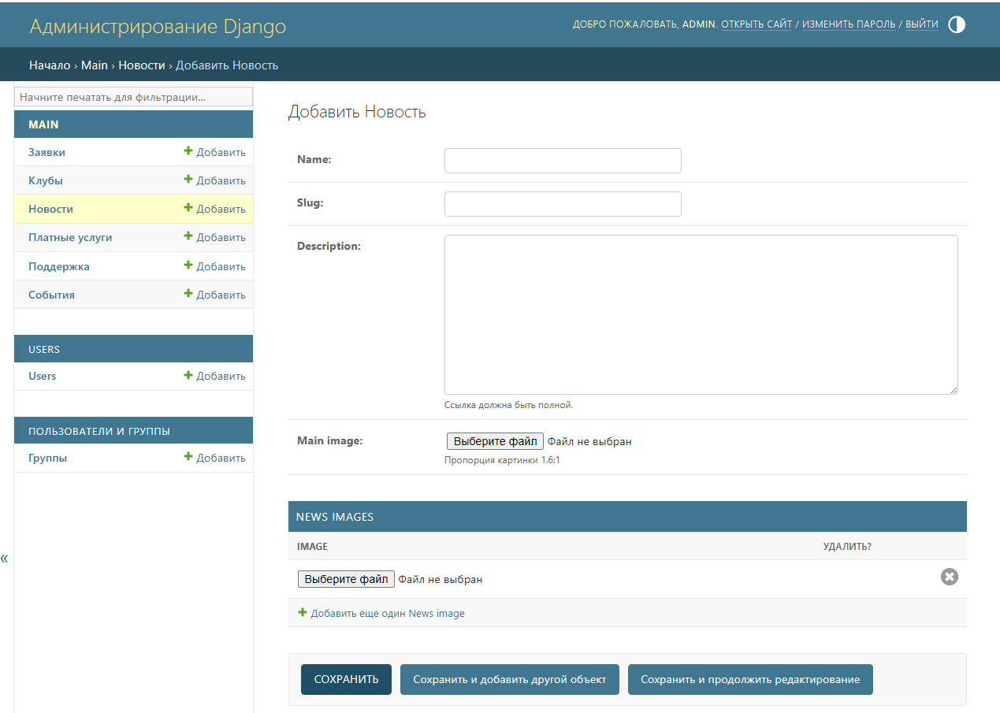 Администрирование Django
ДОБРО ПОЖАЛОВАТЬ, ADMIN. ОТКРЫТЬ САЙТ / ИЗМЕНИТЬ ПАРОЛЬ / ВЫЙТИ
Начало › Main › Новости › Добавить Новость
Начните печатать для фильтрации...
MAIN
Заявки + Добавить
Клубы + Добавить
Новости + Добавить
Платные услуги + Добавить
Поддержка + Добавить
События + Добавить
USERS
Users + Добавить
ПОЛЬЗОВАТЕЛИ И ГРУППЫ
Группы + Добавить
«
Добавить Новость
Name:
Slug:
Description:
Ссылка должна быть полной.
Main image: Выберите файл Файл не выбран
Пропорция картинки 1.6:1
NEWS IMAGES
IMAGE УДАЛИТЬ?
Выберите файл Файл не выбран
+ Добавить еще один News image
СОХРАНИТЬ Сохранить и добавить другой объект Сохранить и продолжить редактирование